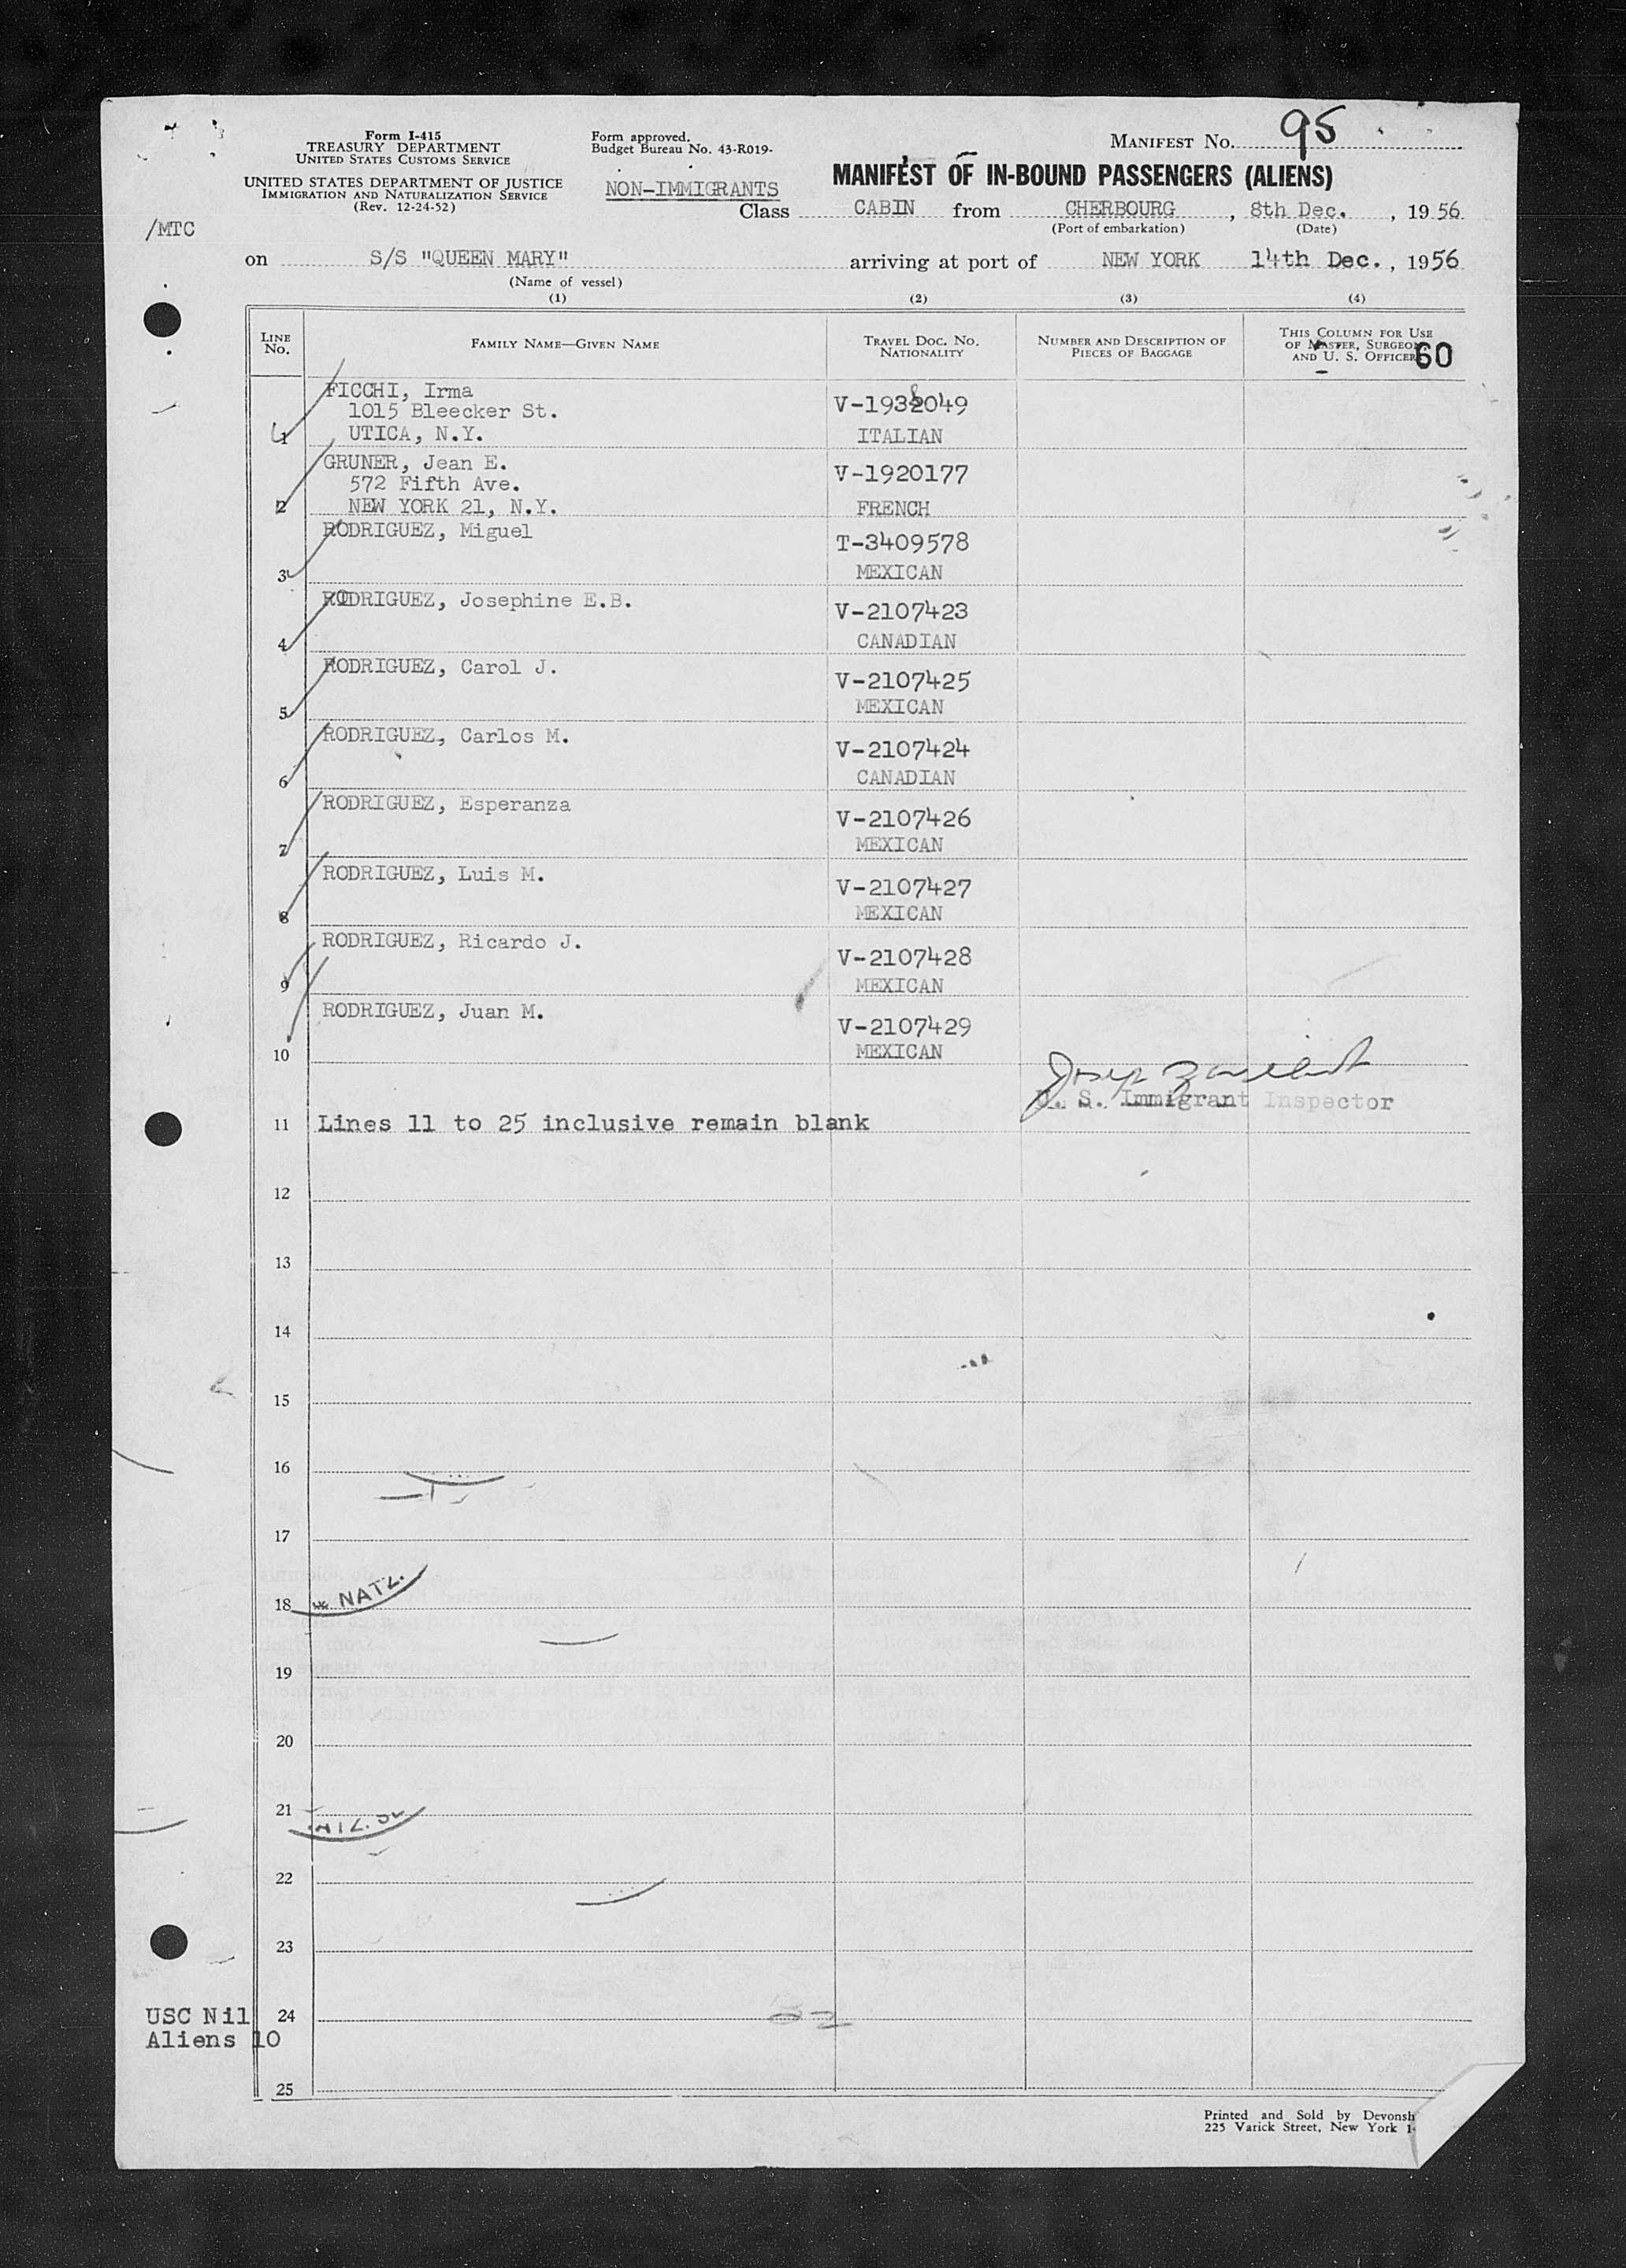 Form I-415
TREASURY DEPARTMENT
UNITED STATES CUSTOMS SERVICE
UNITED STATES DEPARTMENT OF JUSTICE
IMMIGRATION AND NATURALIZATION SERVICE
(Rev. 12-24-52)
Form approved.
Budget Bureau No. 43-R019-
MANIFEST No. 95
MANIFEST OF IN-BOUND PASSENGERS (ALIENS)
NON-IMMIGRANTS
Class CABIN from CHERBOURG, 8th Dec., 1956
(Port of embarkation) (Date)
/MTC
on S/S "QUEEN MARY" arriving at port of NEW YORK 14th Dec., 1956
(Name of vessel)
(1) (2) (3) (4)
LINE No. FAMILY NAME—GIVEN NAME TRAVEL DOC. NO. NATIONALITY NUMBER AND DESCRIPTION OF PIECES OF BAGGAGE THIS COLUMN FOR USE OF MASTER, SURGEON, AND U. S. OFFICERS
60
FICCHI, Irma
1015 Bleecker St. V-1938049
1 UTICA, N.Y. ITALIAN
GRUNER, Jean E.
572 Fifth Ave. V-1920177
2 NEW YORK 21, N.Y. FRENCH
RODRIGUEZ, Miguel T-3409578
3 MEXICAN
RODRIGUEZ, Josephine E.B. V-2107423
4 CANADIAN
RODRIGUEZ, Carol J. V-2107425
5 MEXICAN
RODRIGUEZ, Carlos M. V-2107424
6 CANADIAN
RODRIGUEZ, Esperanza V-2107426
7 MEXICAN
RODRIGUEZ, Luis M. V-2107427
8 MEXICAN
RODRIGUEZ, Ricardo J. V-2107428
9 MEXICAN
RODRIGUEZ, Juan M. V-2107429
10 MEXICAN
U. S. Immigrant Inspector
11 Lines 11 to 25 inclusive remain blank
12
13
14
15
16
17
18 NATL.
19
20
21
22
23
USC Nil 24
Aliens 10
25
Printed and Sold by Devonsh
225 Varick Street, New York 1